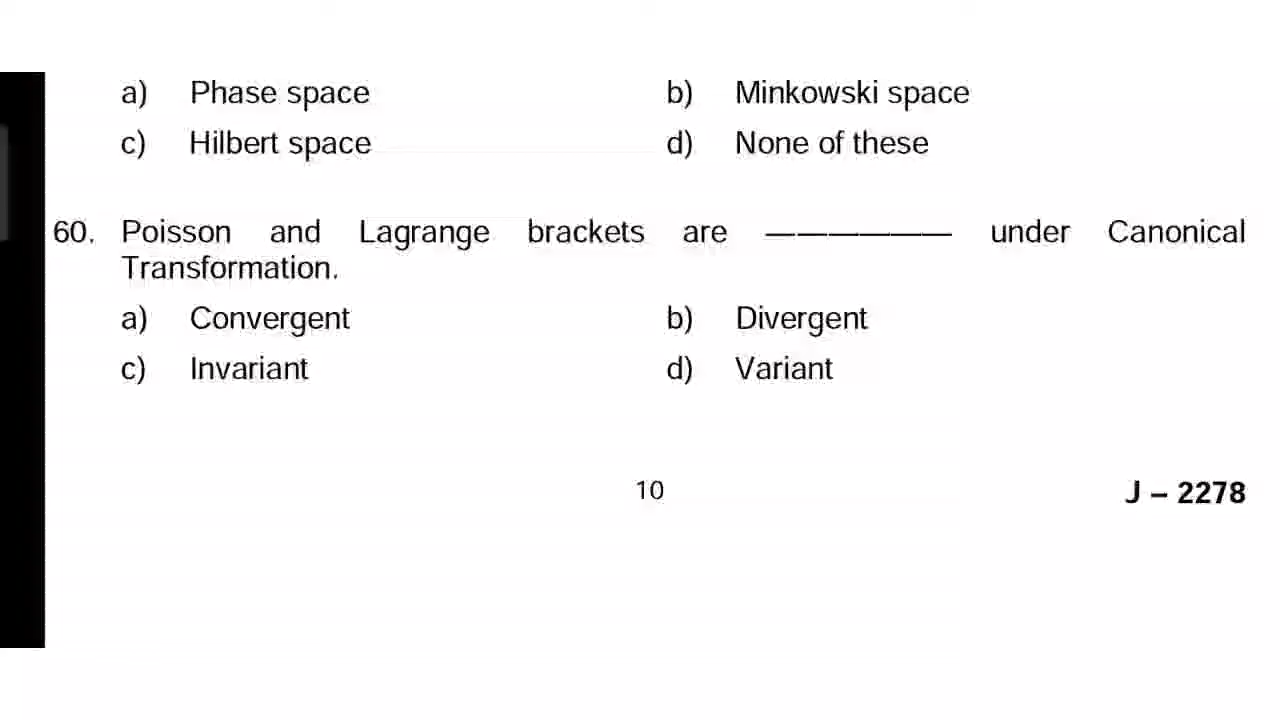 a) Phase space b) Minkowski space
c) Hilbert space d) None of these
60. Poisson and Lagrange brackets are —————— under Canonical
Transformation.
a) Convergent b) Divergent
c) Invariant d) Variant
10 J – 2278